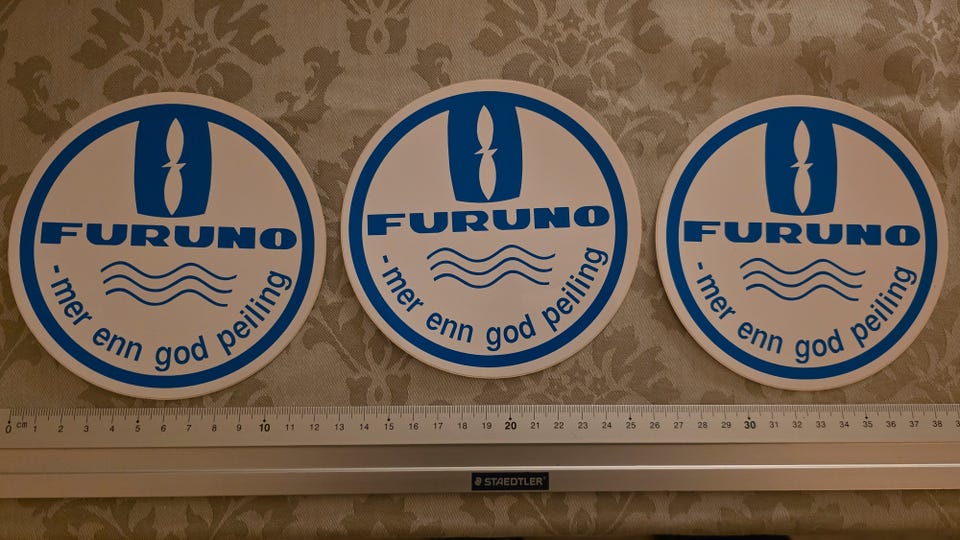 FURUNO
-mer enn god peiling
FURUNO
-mer enn god peiling
FURUNO
-mer enn god peiling
0 cm 1 2 3 4 5 6 7 8 9 10 11 12 13 14 15 16 17 18 19 20 21 22 23 24 25 26 27 28 29 30 31 32 33 34 35 36 37 38
STAEDTLER